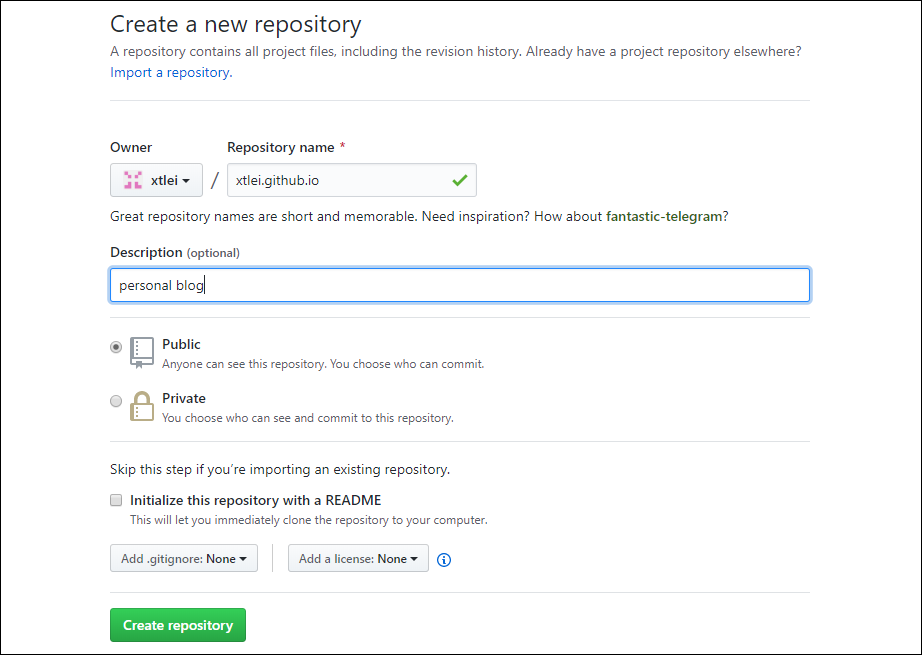 Create a new repository
A repository contains all project files, including the revision history. Already have a project repository elsewhere?
Import a repository.
Owner Repository name *
xtlei / xtlei.github.io
Great repository names are short and memorable. Need inspiration? How about fantastic-telegram?
Description (optional)
personal blog
Public
Anyone can see this repository. You choose who can commit.
Private
You choose who can see and commit to this repository.
Skip this step if you’re importing an existing repository.
Initialize this repository with a README
This will let you immediately clone the repository to your computer.
Add .gitignore: None Add a license: None
Create repository